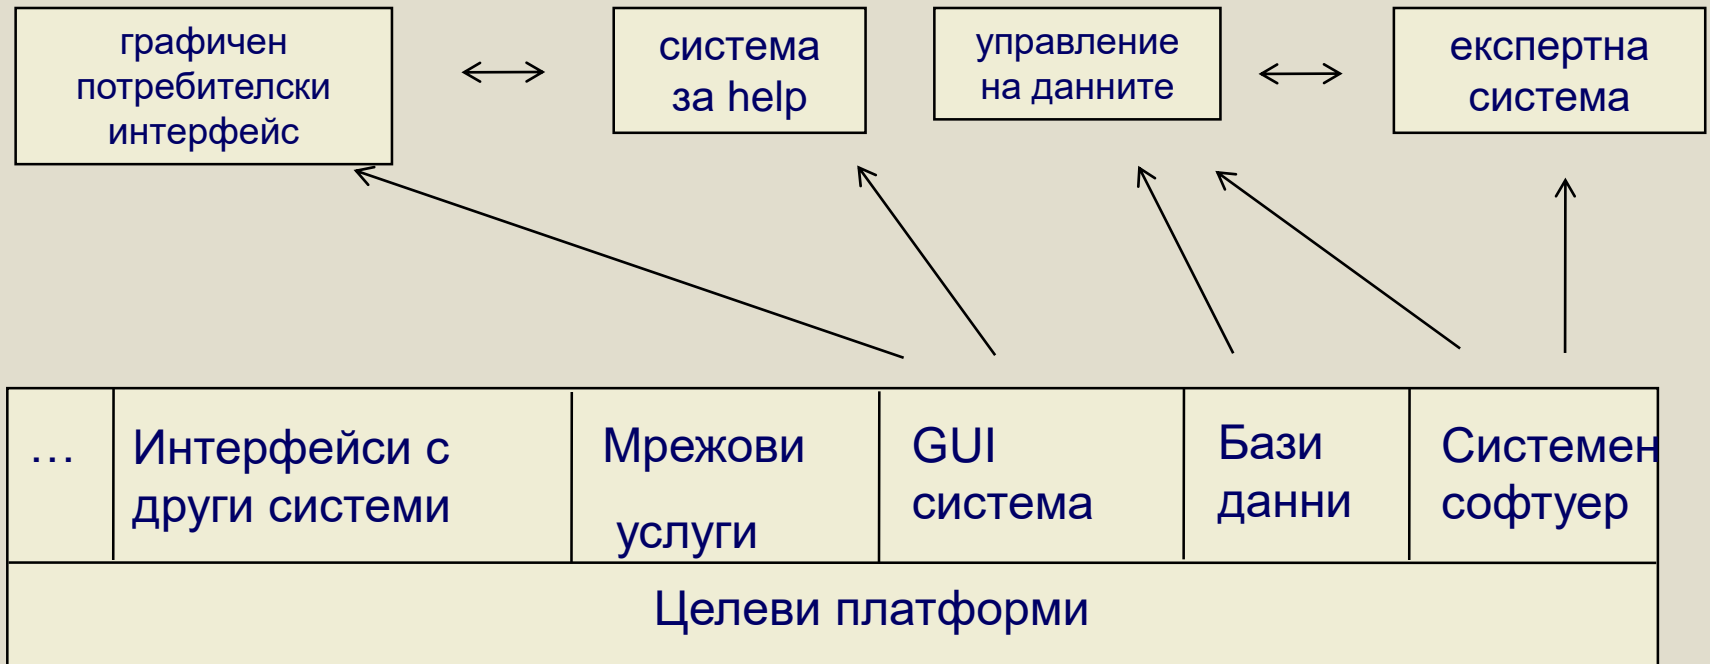 графичен
потребителски
интерфейс
система
за help
управление
на данните
експертна
система
...
Интерфейси с
други системи
Мрежови
услуги
GUI
система
Бази
данни
Системен
софтуер
Целеви платформи